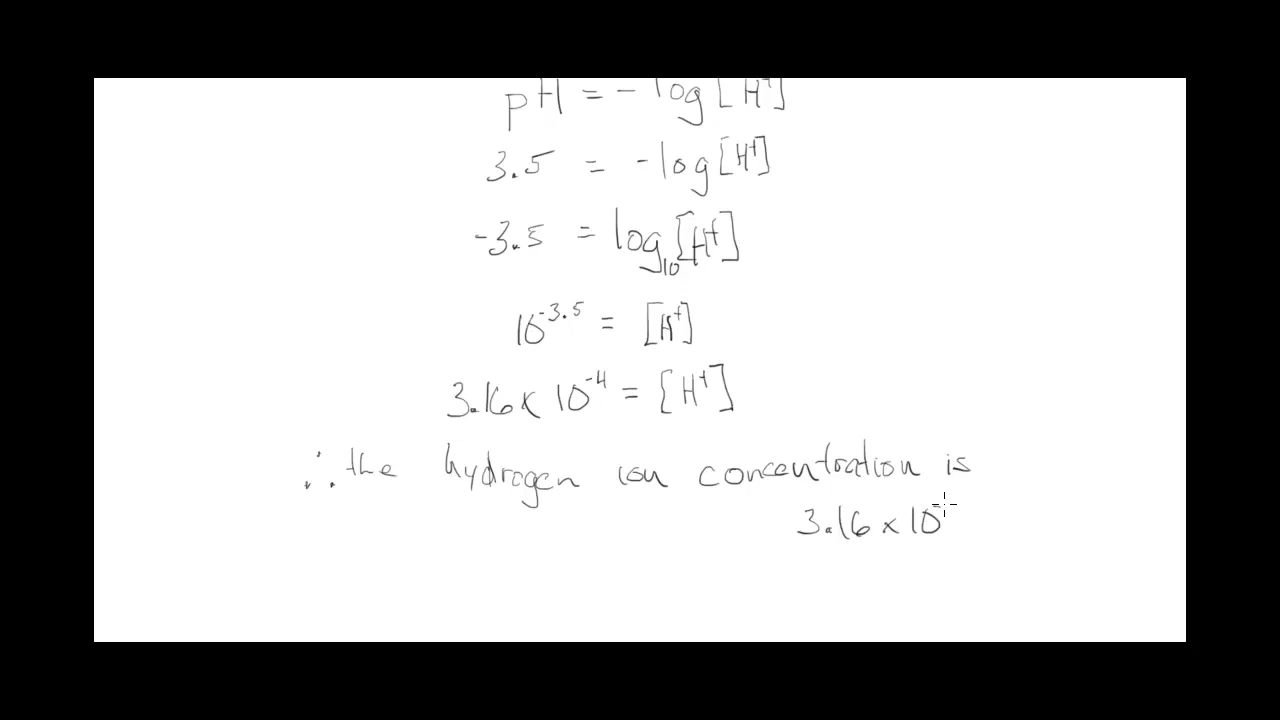 pH = -log[H⁺]
3.5 = -log[H⁺]
-3.5 = log₁₀[H⁺]
10⁻³·⁵ = [H⁺]
3.16 x 10⁻⁴ = [H⁺]
∴ the hydrogen ion concentration is
3.16 x 10⁻